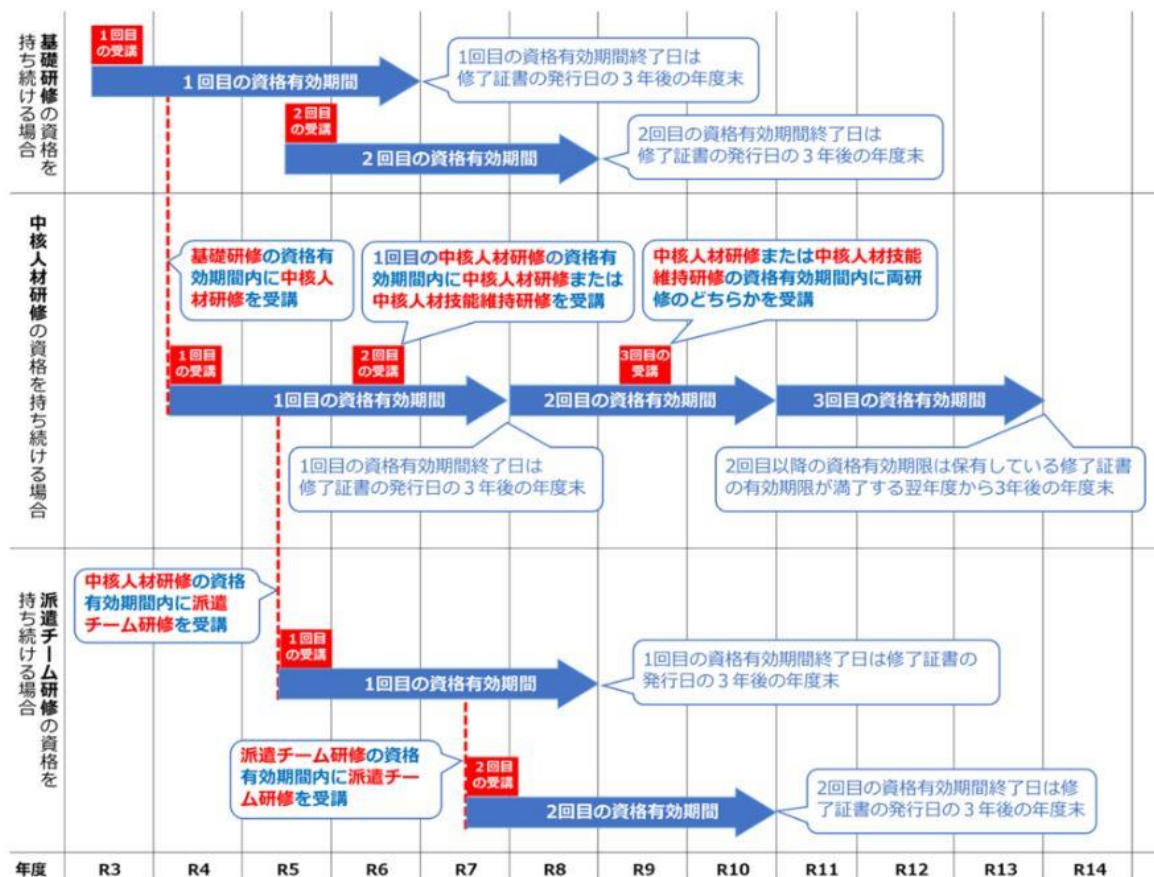 基礎研修の資格を
持ち続ける場合
1回目
の受講
1回目の資格有効期間
1回目の資格有効期間終了日は
修了証書の発行日の３年後の年度末
2回目
の受講
2回目の資格有効期間
2回目の資格有効期間終了日は
修了証書の発行日の３年後の年度末
中核人材研修の資格を持ち続ける場合
基礎研修の資格有
効期間内に中核人
材研修を受講
1回目の中核人材研修の資格有
効期間内に中核人材研修または
中核人材技能維持研修を受講
中核人材研修または中核人材技能
維持研修の資格有効期間内に両研
修のどちらかを受講
1回目
の受講
2回目
の受講
3回目の
受講
1回目の資格有効期間
2回目の資格有効期間
3回目の資格有効期間
1回目の資格有効期間終了日は
修了証書の発行日の３年後の年度末
2回目以降の資格有効期限は保有している修了証書
の有効期限が満了する翌年度から3年後の年度末
派遣チーム研修の資格を
持ち続ける場合
中核人材研修の資格
有効期間内に派遣
チーム研修を受講
1回目
の受講
1回目の資格有効期間
1回目の資格有効期間終了日は修了証書の
発行日の３年後の年度末
派遣チーム研修の資格
有効期間内に派遣チー
ム研修を受講
2回目
の受講
2回目の資格有効期間
2回目の資格有効期間終了日は修
了証書の発行日の３年後の年度末
年度 R3 R4 R5 R6 R7 R8 R9 R10 R11 R12 R13 R14